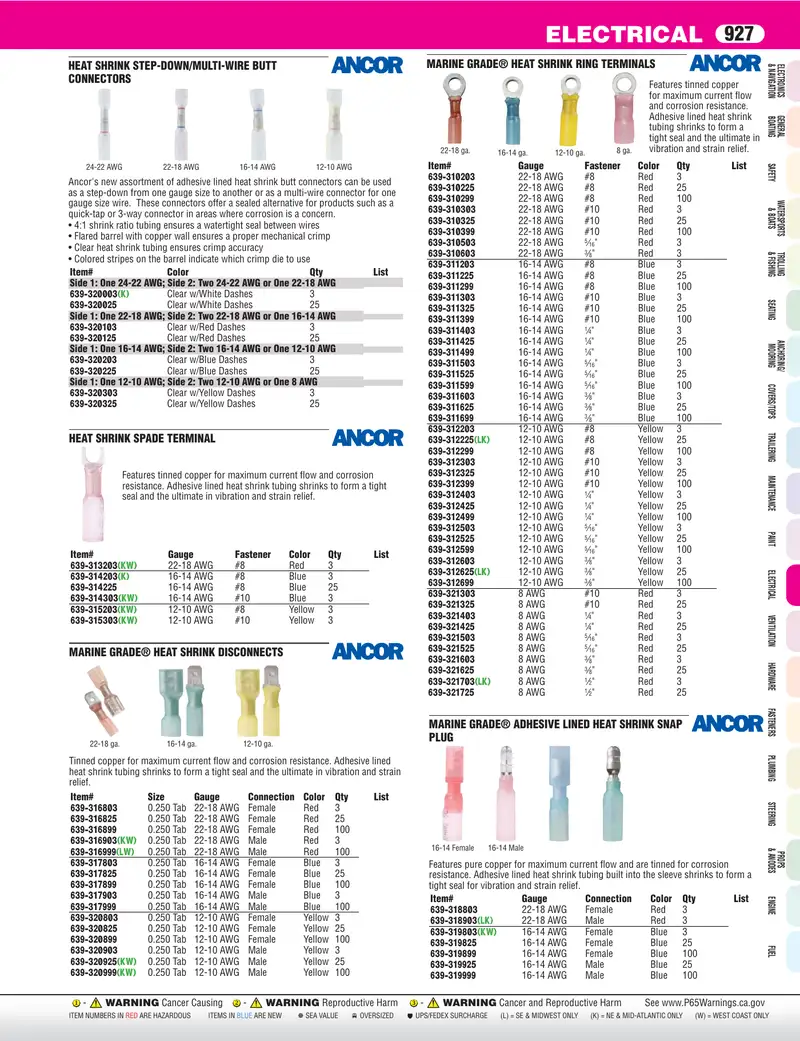 ELECTRICAL 927
HEAT SHRINK STEP-DOWN/MULTI-WIRE BUTT
CONNECTORS
ANCOR
24-22 AWG 22-18 AWG 16-14 AWG 12-10 AWG
Ancor's new assortment of adhesive lined heat shrink butt connectors can be used
as a step-down from one gauge size to another or as a multi-wire connector for one
gauge size wire. These connectors offer a sealed alternative for products such as a
quick-tap or 3-way connector in areas where corrosion is a concern.
• 4:1 shrink ratio tubing ensures a watertight seal between wires
• Flared barrel with copper wall ensures a proper mechanical crimp
• Clear heat shrink tubing ensures crimp accuracy
• Colored stripes on the barrel indicate which crimp die to use
Item# Color Qty List
Side 1: One 24-22 AWG; Side 2: Two 24-22 AWG or One 22-18 AWG
639-320003(K) Clear w/White Dashes 3
639-320025 Clear w/White Dashes 25
Side 1: One 22-18 AWG; Side 2: Two 22-18 AWG or One 16-14 AWG
639-320103 Clear w/Red Dashes 3
639-320125 Clear w/Red Dashes 25
Side 1: One 16-14 AWG; Side 2: Two 16-14 AWG or One 12-10 AWG
639-320203 Clear w/Blue Dashes 3
639-320225 Clear w/Blue Dashes 25
Side 1: One 12-10 AWG; Side 2: Two 12-10 AWG or One 8 AWG
639-320303 Clear w/Yellow Dashes 3
639-320325 Clear w/Yellow Dashes 25
HEAT SHRINK SPADE TERMINAL
ANCOR
Features tinned copper for maximum current flow and corrosion
resistance. Adhesive lined heat shrink tubing shrinks to form a tight
seal and the ultimate in vibration and strain relief.
Item# Gauge Fastener Color Qty List
639-313203(KW) 22-18 AWG #8 Red 3
639-314203(K) 16-14 AWG #8 Blue 3
639-314225 16-14 AWG #8 Blue 25
639-314303(KW) 16-14 AWG #10 Blue 3
639-315203(KW) 12-10 AWG #8 Yellow 3
639-315303(KW) 12-10 AWG #10 Yellow 3
MARINE GRADE® HEAT SHRINK DISCONNECTS
ANCOR
22-18 ga. 16-14 ga. 12-10 ga.
Tinned copper for maximum current flow and corrosion resistance. Adhesive lined
heat shrink tubing shrinks to form a tight seal and the ultimate in vibration and strain
relief.
Item# Size Gauge Connection Color Qty List
639-316803 0.250 Tab 22-18 AWG Female Red 3
639-316825 0.250 Tab 22-18 AWG Female Red 25
639-316899 0.250 Tab 22-18 AWG Female Red 100
639-316903(KW) 0.250 Tab 22-18 AWG Male Red 3
639-316999(LW) 0.250 Tab 22-18 AWG Male Red 100
639-317803 0.250 Tab 16-14 AWG Female Blue 3
639-317825 0.250 Tab 16-14 AWG Female Blue 25
639-317899 0.250 Tab 16-14 AWG Female Blue 100
639-317903 0.250 Tab 16-14 AWG Male Blue 3
639-317999 0.250 Tab 16-14 AWG Male Blue 100
639-320803 0.250 Tab 12-10 AWG Female Yellow 3
639-320825 0.250 Tab 12-10 AWG Female Yellow 25
639-320899 0.250 Tab 12-10 AWG Female Yellow 100
639-320903 0.250 Tab 12-10 AWG Male Yellow 3
639-320925(KW) 0.250 Tab 12-10 AWG Male Yellow 25
639-320999(KW) 0.250 Tab 12-10 AWG Male Yellow 100
MARINE GRADE® HEAT SHRINK RING TERMINALS
ANCOR
22-18 ga. 16-14 ga. 12-10 ga. 8 ga.
Features tinned copper
for maximum current flow
and corrosion resistance.
Adhesive lined heat shrink
tubing shrinks to form a
tight seal and the ultimate in
vibration and strain relief.
Item# Gauge Fastener Color Qty List
639-310203 22-18 AWG #8 Red 3
639-310225 22-18 AWG #8 Red 25
639-310299 22-18 AWG #8 Red 100
639-310303 22-18 AWG #10 Red 3
639-310325 22-18 AWG #10 Red 25
639-310399 22-18 AWG #10 Red 100
639-310503 22-18 AWG 5⁄16" Red 3
639-310603 22-18 AWG 3⁄8" Red 3
639-311203 16-14 AWG #8 Blue 3
639-311225 16-14 AWG #8 Blue 25
639-311299 16-14 AWG #8 Blue 100
639-311303 16-14 AWG #10 Blue 3
639-311325 16-14 AWG #10 Blue 25
639-311399 16-14 AWG #10 Blue 100
639-311403 16-14 AWG 1⁄4" Blue 3
639-311425 16-14 AWG 1⁄4" Blue 25
639-311499 16-14 AWG 1⁄4" Blue 100
639-311503 16-14 AWG 5⁄16" Blue 3
639-311525 16-14 AWG 5⁄16" Blue 25
639-311599 16-14 AWG 5⁄16" Blue 100
639-311603 16-14 AWG 3⁄8" Blue 3
639-311625 16-14 AWG 3⁄8" Blue 25
639-311699 16-14 AWG 3⁄8" Blue 100
639-312203 12-10 AWG #8 Yellow 3
639-312225(LK) 12-10 AWG #8 Yellow 25
639-312299 12-10 AWG #8 Yellow 100
639-312303 12-10 AWG #10 Yellow 3
639-312325 12-10 AWG #10 Yellow 25
639-312399 12-10 AWG #10 Yellow 100
639-312403 12-10 AWG 1⁄4" Yellow 3
639-312425 12-10 AWG 1⁄4" Yellow 25
639-312499 12-10 AWG 1⁄4" Yellow 100
639-312503 12-10 AWG 5⁄16" Yellow 3
639-312525 12-10 AWG 5⁄16" Yellow 25
639-312599 12-10 AWG 5⁄16" Yellow 100
639-312603 12-10 AWG 3⁄8" Yellow 3
639-312625(LK) 12-10 AWG 3⁄8" Yellow 25
639-312699 12-10 AWG 3⁄8" Yellow 100
639-321303 8 AWG #10 Red 3
639-321325 8 AWG #10 Red 25
639-321403 8 AWG 1⁄4" Red 3
639-321425 8 AWG 1⁄4" Red 25
639-321503 8 AWG 5⁄16" Red 3
639-321525 8 AWG 5⁄16" Red 25
639-321603 8 AWG 3⁄8" Red 3
639-321625 8 AWG 3⁄8" Red 25
639-321703(LK) 8 AWG 1⁄2" Red 3
639-321725 8 AWG 1⁄2" Red 25
MARINE GRADE® ADHESIVE LINED HEAT SHRINK SNAP
PLUG
ANCOR
16-14 Female 16-14 Male
Features pure copper for maximum current flow and are tinned for corrosion
resistance. Adhesive lined heat shrink tubing built into the sleeve shrinks to form a
tight seal for vibration and strain relief.
Item# Gauge Connection Color Qty List
639-318803 22-18 AWG Female Red 3
639-318903(LK) 22-18 AWG Male Red 3
639-319803(KW) 16-14 AWG Female Blue 3
639-319825 16-14 AWG Female Blue 25
639-319899 16-14 AWG Female Blue 100
639-319925 16-14 AWG Male Blue 25
639-319999 16-14 AWG Male Blue 100
ELECTRONICS
& NAVIGATION
GENERAL
BOATING
SAFETY
WATERSPORTS
& BOATS
TROLLING
& FISHING
SEATING
ANCHORING/
MOORING
COVERS/TOPS
TRAILERING
MAINTENANCE
PAINT
ELECTRICAL
VENTILATION
HARDWARE
FASTENERS
PLUMBING
STEERING
PROPS
& ANODES
ENGINE
FUEL
1 - WARNING Cancer Causing 2 - WARNING Reproductive Harm 3 - WARNING Cancer and Reproductive Harm See www.P65Warnings.ca.gov
ITEM NUMBERS IN RED ARE HAZARDOUS ITEMS IN BLUE ARE NEW SEA VALUE OVERSIZED UPS/FEDEX SURCHARGE (L) = SE & MIDWEST ONLY (K) = NE & MID-ATLANTIC ONLY (W) = WEST COAST ONLY